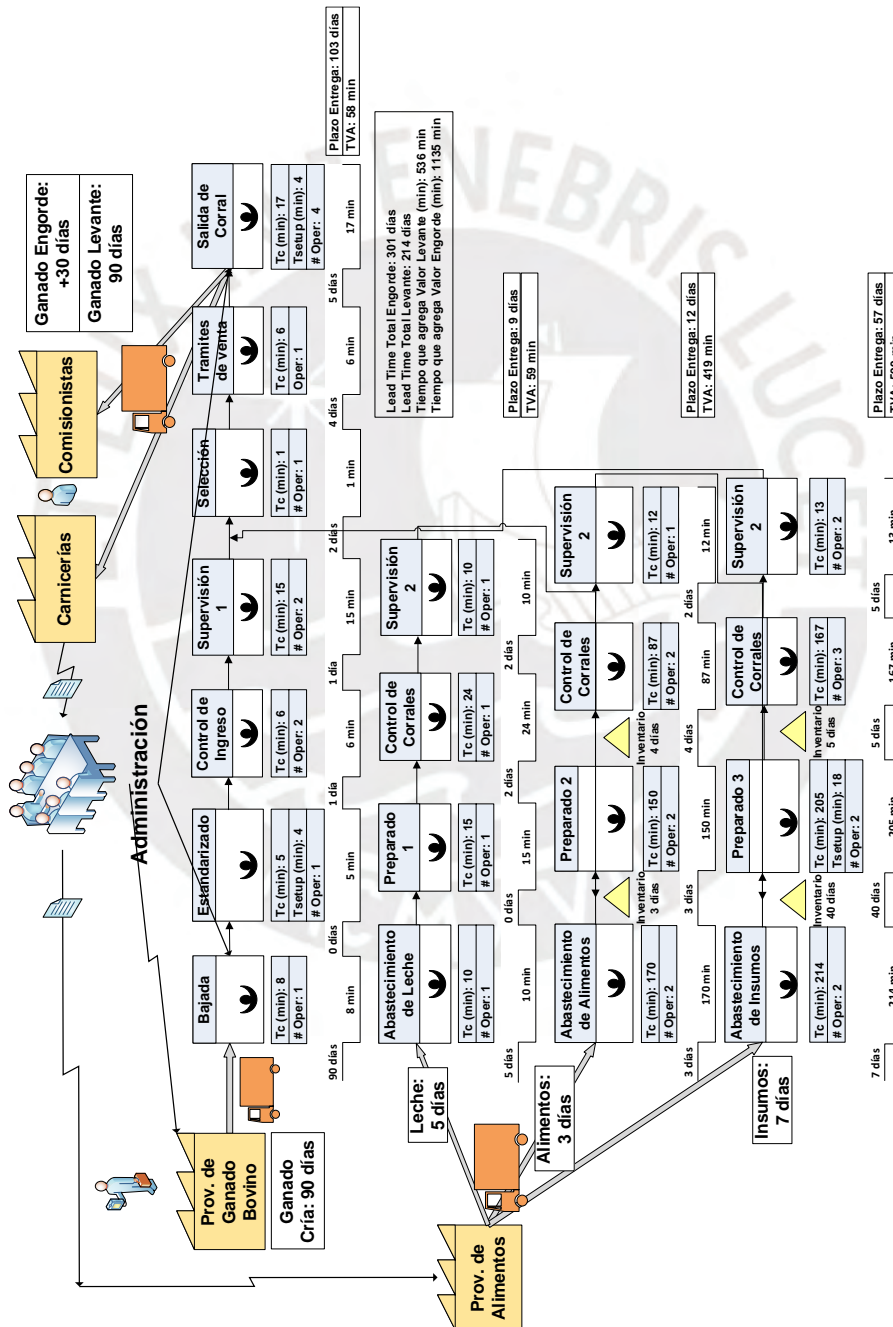 Administración
Carnicerías
Comisionistas
Ganado Engorde:
+30 días
Ganado Levante:
90 días
Prov. de
Ganado
Bovino
Ganado
Cría: 90 días
Bajada
Tc (min): 8
# Oper: 1
Estandarizado
Tc (min): 5
Tsetup (min): 4
# Oper: 1
Control de
Ingreso
Tc (min): 6
# Oper: 2
Supervisión
1
Tc (min): 15
# Oper: 2
Selección
Tc (min): 1
# Oper: 1
Tramites
de venta
Tc (min): 6
Oper: 1
Salida de
Corral
Tc (min): 17
Tsetup (min): 4
# Oper: 4
90 días
8 min
0 días
5 min
1 día
6 min
1 dia
15 min
2 días
1 min
4 días
6 min
5 días
17 min
Plazo Entrega: 103 días
TVA: 58 min
Lead Time Total Engorde: 301 días
Lead Time Total Levante: 214 días
Tiempo que agrega Valor Levante (min): 536 min
Tiempo que agrega Valor Engorde (min): 1135 min
Prov. de
Alimentos
Leche:
5 días
Abastecimiento
de Leche
Tc (min): 10
# Oper: 1
Preparado
1
Tc (min): 15
# Oper: 1
Control de
Corrales
Tc (min): 24
# Oper: 1
Supervisión
2
Tc (min): 10
# Oper: 1
5 días
10 min
0 días
15 min
2 días
24 min
2 días
10 min
Plazo Entrega: 9 días
TVA: 59 min
Alimentos:
3 días
Abastecimiento
de Alimentos
Tc (min): 170
# Oper: 2
Inventario
3 días
Preparado 2
Tc (min): 150
# Oper: 2
Inventario
4 días
Control de Corrales
Tc (min): 87
# Oper: 2
Supervisión
2
Tc (min): 12
# Oper: 1
3 días
170 min
3 días
150 min
4 días
87 min
2 días
12 min
Plazo Entrega: 12 días
TVA: 419 min
Insumos:
7 días
Abastecimiento
de Insumos
Tc (min): 214
# Oper: 2
Inventario
40 días
Preparado 3
Tc (min): 205
Tsetup (min): 18
# Oper: 2
Inventario
5 días
Control de
Corrales
Tc (min): 167
# Oper: 3
Supervisión
2
Tc (min): 13
# Oper: 2
7 días
214 min
40 días
205 min
5 días
167 min
5 días
13 min
Plazo Entrega: 57 días
TENEBRIS
LUCET